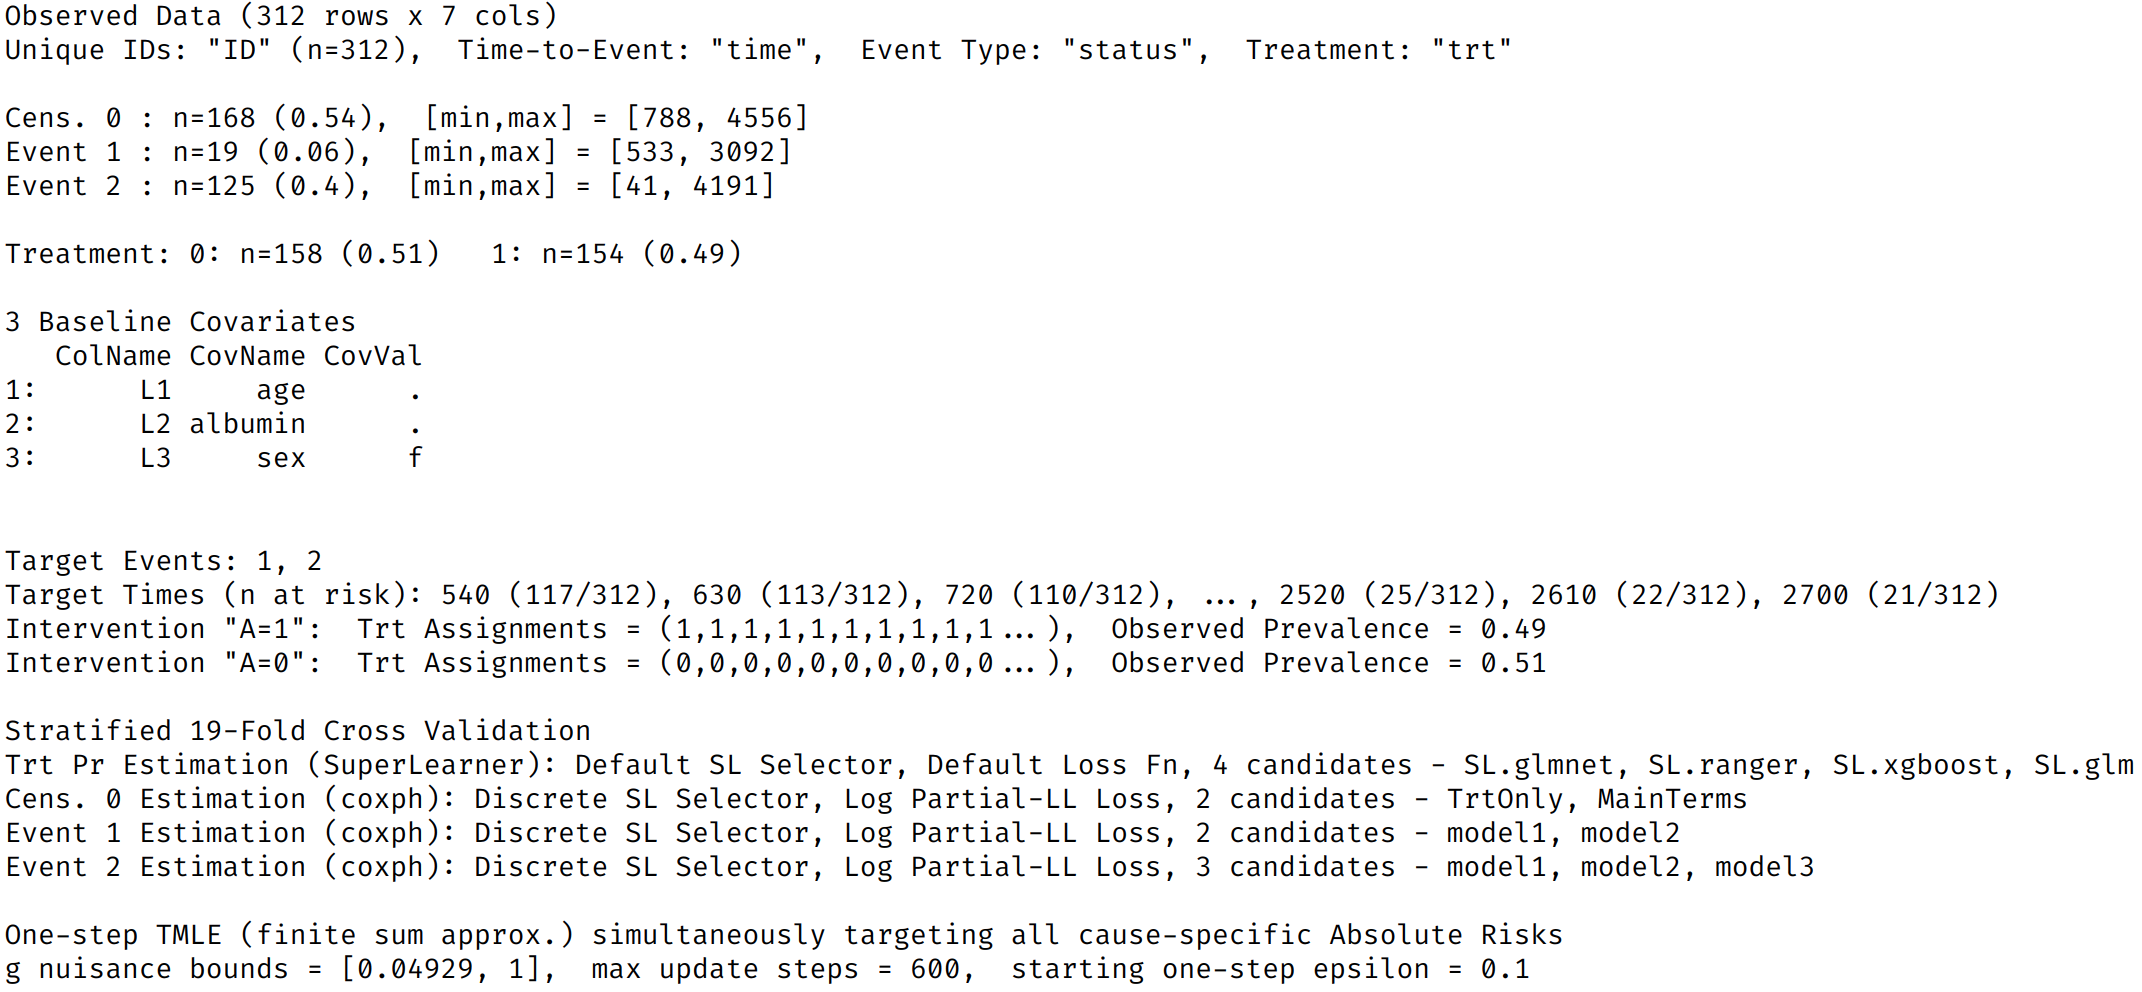 Observed Data (312 rows x 7 cols)
Unique IDs: "ID" (n=312),  Time-to-Event: "time",  Event Type: "status",  Treatment: "trt"
Cens. 0 : n=168 (0.54),  [min,max] = [788, 4556]
Event 1 : n=19 (0.06),  [min,max] = [533, 3092]
Event 2 : n=125 (0.4),  [min,max] = [41, 4191]
Treatment: 0: n=158 (0.51)   1: n=154 (0.49)
3 Baseline Covariates
   ColName CovName CovVal
1:      L1     age      .
2:      L2 albumin      .
3:      L3     sex      f
Target Events: 1, 2
Target Times (n at risk): 540 (117/312), 630 (113/312), 720 (110/312),  ..., 2520 (25/312), 2610 (22/312), 2700 (21/312)
Intervention "A=1":  Trt Assignments = (1,1,1,1,1,1,1,1,1,1...),  Observed Prevalence = 0.49
Intervention "A=0":  Trt Assignments = (0,0,0,0,0,0,0,0,0,0...),  Observed Prevalence = 0.51
Stratified 19-Fold Cross Validation
Trt Pr Estimation (SuperLearner): Default SL Selector, Default Loss Fn, 4 candidates - SL.glmnet, SL.ranger, SL.xgboost, SL.glm
Cens. 0 Estimation (coxph): Discrete SL Selector, Log Partial-LL Loss, 2 candidates - TrtOnly, MainTerms
Event 1 Estimation (coxph): Discrete SL Selector, Log Partial-LL Loss, 2 candidates - model1, model2
Event 2 Estimation (coxph): Discrete SL Selector, Log Partial-LL Loss, 3 candidates - model1, model2, model3
One-step TMLE (finite sum approx.) simultaneously targeting all cause-specific Absolute Risks
g nuisance bounds = [0.04929, 1],  max update steps = 600,  starting one-step epsilon = 0.1